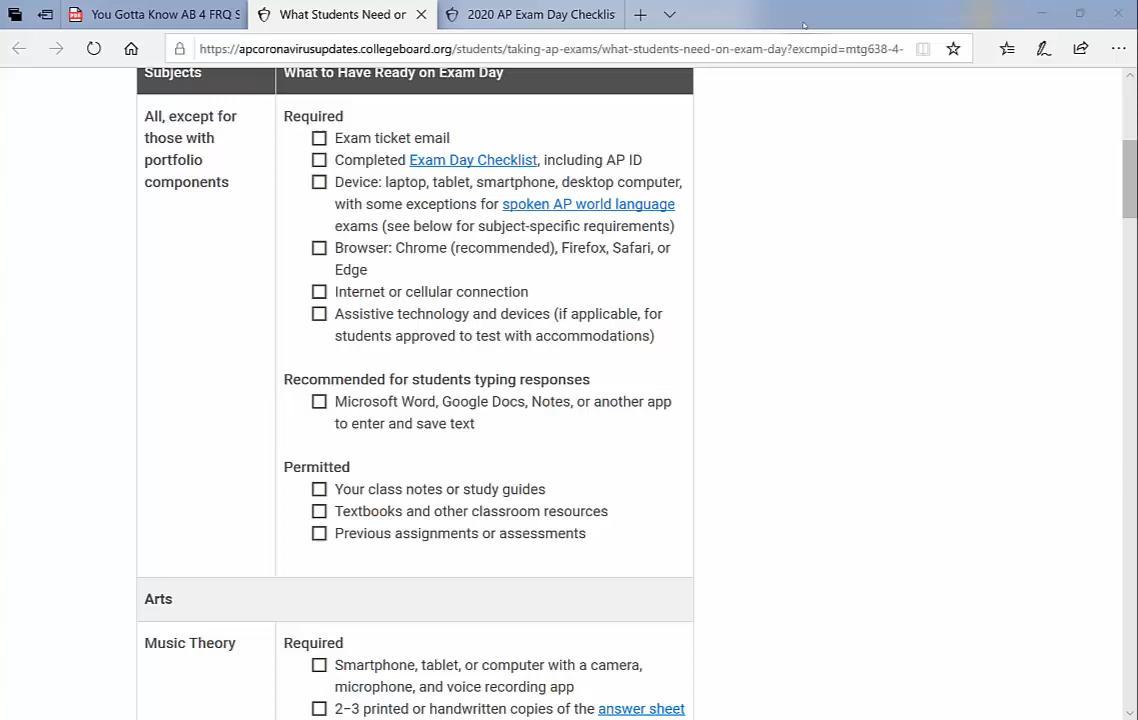 You Gotta Know AB 4 FRQ S
What Students Need or
2020 AP Exam Day Checklis
https://apcoronavirusupdates.collegeboard.org/students/taking-ap-exams/what-students-need-on-exam-day?excmpid=mtg638-4-
Subjects
What to Have Ready on Exam Day
All, except for
those with
portfolio
components
Required
Exam ticket email
Completed Exam Day Checklist, including AP ID
Device: laptop, tablet, smartphone, desktop computer,
with some exceptions for spoken AP world language
exams (see below for subject-specific requirements)
Browser: Chrome (recommended), Firefox, Safari, or
Edge
Internet or cellular connection
Assistive technology and devices (if applicable, for
students approved to test with accommodations)
Recommended for students typing responses
Microsoft Word, Google Docs, Notes, or another app
to enter and save text
Permitted
Your class notes or study guides
Textbooks and other classroom resources
Previous assignments or assessments
Arts
Music Theory
Required
Smartphone, tablet, or computer with a camera,
microphone, and voice recording app
2–3 printed or handwritten copies of the answer sheet